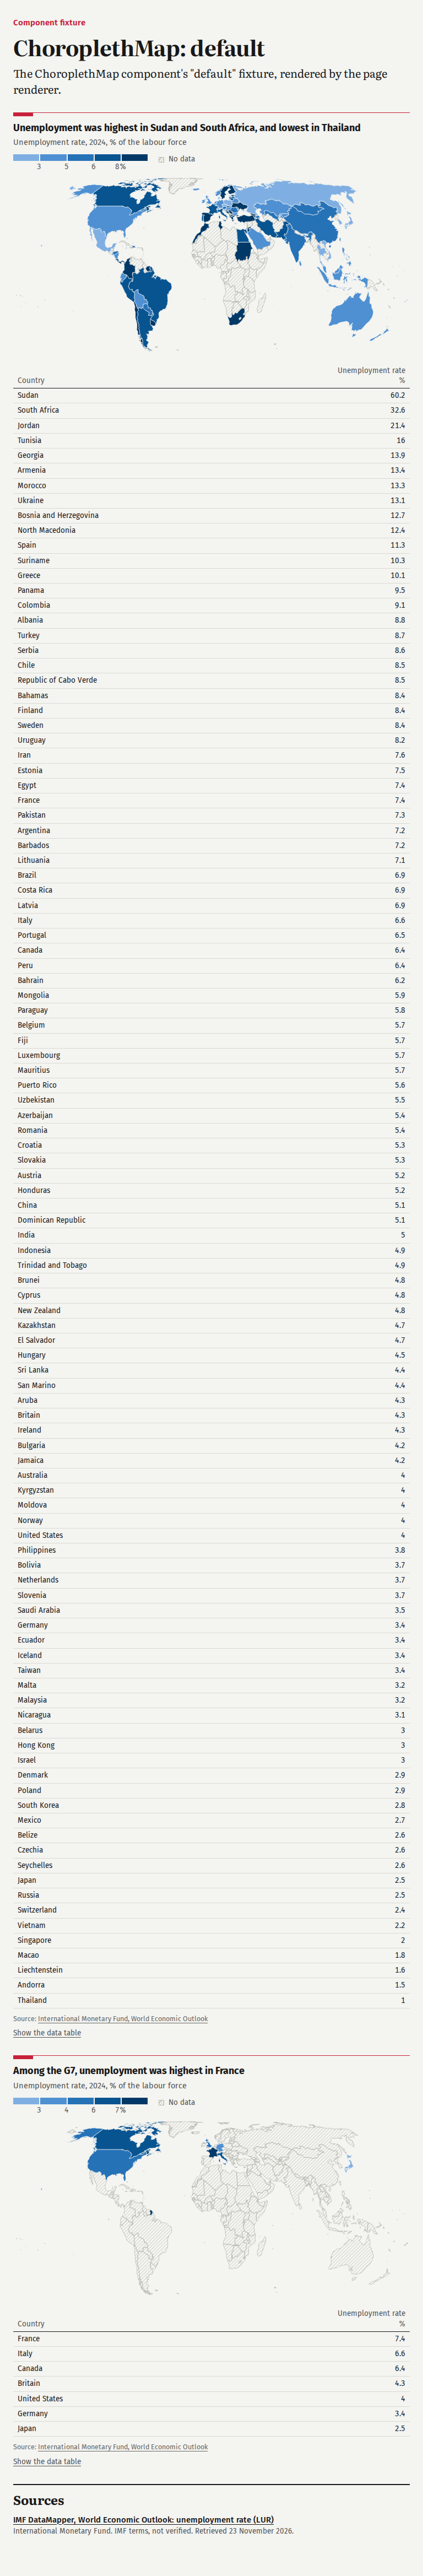 Component fixture
ChoroplethMap: default
The ChoroplethMap component's "default" fixture, rendered by the page
renderer.
Unemployment was highest in Sudan and South Africa, and lowest in Thailand
Unemployment rate, 2024, % of the labour force
3 5 6 8% No data
Unemployment rate
Country %
Sudan 60.2
South Africa 32.6
Jordan 21.4
Tunisia 16
Georgia 13.9
Armenia 13.4
Morocco 13.3
Ukraine 13.1
Bosnia and Herzegovina 12.7
North Macedonia 12.4
Spain 11.3
Suriname 10.3
Greece 10.1
Panama 9.5
Colombia 9.1
Albania 8.8
Turkey 8.7
Serbia 8.6
Chile 8.5
Republic of Cabo Verde 8.5
Bahamas 8.4
Finland 8.4
Sweden 8.4
Uruguay 8.2
Iran 7.6
Estonia 7.5
Egypt 7.4
France 7.4
Pakistan 7.3
Argentina 7.2
Barbados 7.2
Lithuania 7.1
Brazil 6.9
Costa Rica 6.9
Latvia 6.9
Italy 6.6
Portugal 6.5
Canada 6.4
Peru 6.4
Bahrain 6.2
Mongolia 5.9
Paraguay 5.8
Belgium 5.7
Fiji 5.7
Luxembourg 5.7
Mauritius 5.7
Puerto Rico 5.6
Uzbekistan 5.5
Azerbaijan 5.4
Romania 5.4
Croatia 5.3
Slovakia 5.3
Austria 5.2
Honduras 5.2
China 5.1
Dominican Republic 5.1
India 5
Indonesia 4.9
Trinidad and Tobago 4.9
Brunei 4.8
Cyprus 4.8
New Zealand 4.8
Kazakhstan 4.7
El Salvador 4.7
Hungary 4.5
Sri Lanka 4.4
San Marino 4.4
Aruba 4.3
Britain 4.3
Ireland 4.3
Bulgaria 4.2
Jamaica 4.2
Australia 4
Kyrgyzstan 4
Moldova 4
Norway 4
United States 4
Philippines 3.8
Bolivia 3.7
Netherlands 3.7
Slovenia 3.7
Saudi Arabia 3.5
Germany 3.4
Ecuador 3.4
Iceland 3.4
Taiwan 3.4
Malta 3.2
Malaysia 3.2
Nicaragua 3.1
Belarus 3
Hong Kong 3
Israel 3
Denmark 2.9
Poland 2.9
South Korea 2.8
Mexico 2.7
Belize 2.6
Czechia 2.6
Seychelles 2.6
Japan 2.5
Russia 2.5
Switzerland 2.4
Vietnam 2.2
Singapore 2
Macao 1.8
Liechtenstein 1.6
Andorra 1.5
Thailand 1
Source: International Monetary Fund, World Economic Outlook
Show the data table
Among the G7, unemployment was highest in France
Unemployment rate, 2024, % of the labour force
3 4 6 7% No data
Unemployment rate
Country %
France 7.4
Italy 6.6
Canada 6.4
Britain 4.3
United States 4
Germany 3.4
Japan 2.5
Source: International Monetary Fund, World Economic Outlook
Show the data table
Sources
IMF DataMapper, World Economic Outlook: unemployment rate (LUR)
International Monetary Fund. IMF terms, not verified. Retrieved 23 November 2026.